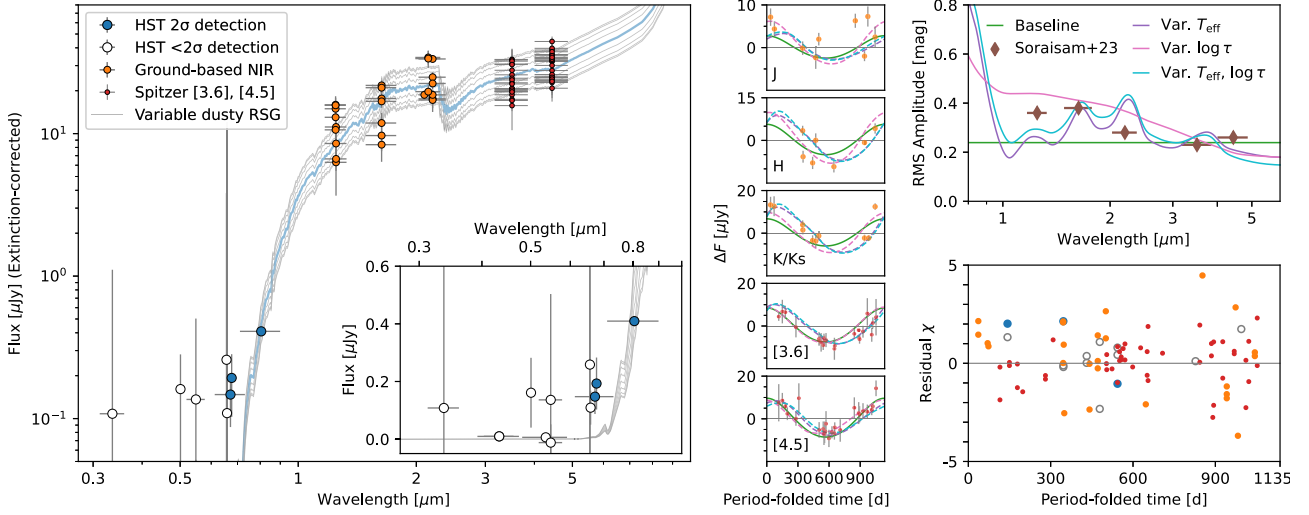 HST 2σ detection
HST <2σ detection
Ground-based NIR
Spitzer [3.6], [4.5]
Variable dusty RSG
Flux [μJy] (Extinction-corrected)
10¹
10⁰
10⁻¹
0.3
1
2
3
5
Wavelength [μm]
Wavelength [μm]
0.3
0.5
0.8
Flux [μJy]
0.6
0.4
0.2
0.0
ΔF [μJy]
10
0
J
15
0
H
20
0
K/Ks
20
0
[3.6]
20
0
[4.5]
0
300
600
900
Period-folded time [d]
Baseline
Soraisam+23
Var. T_eff
Var. log τ
Var. T_eff, log τ
RMS Amplitude [mag]
0.8
0.6
0.4
0.2
0.0
1
2
3
5
Wavelength [μm]
Residual χ
5
0
−5
0
300
600
900
1135
Period-folded time [d]